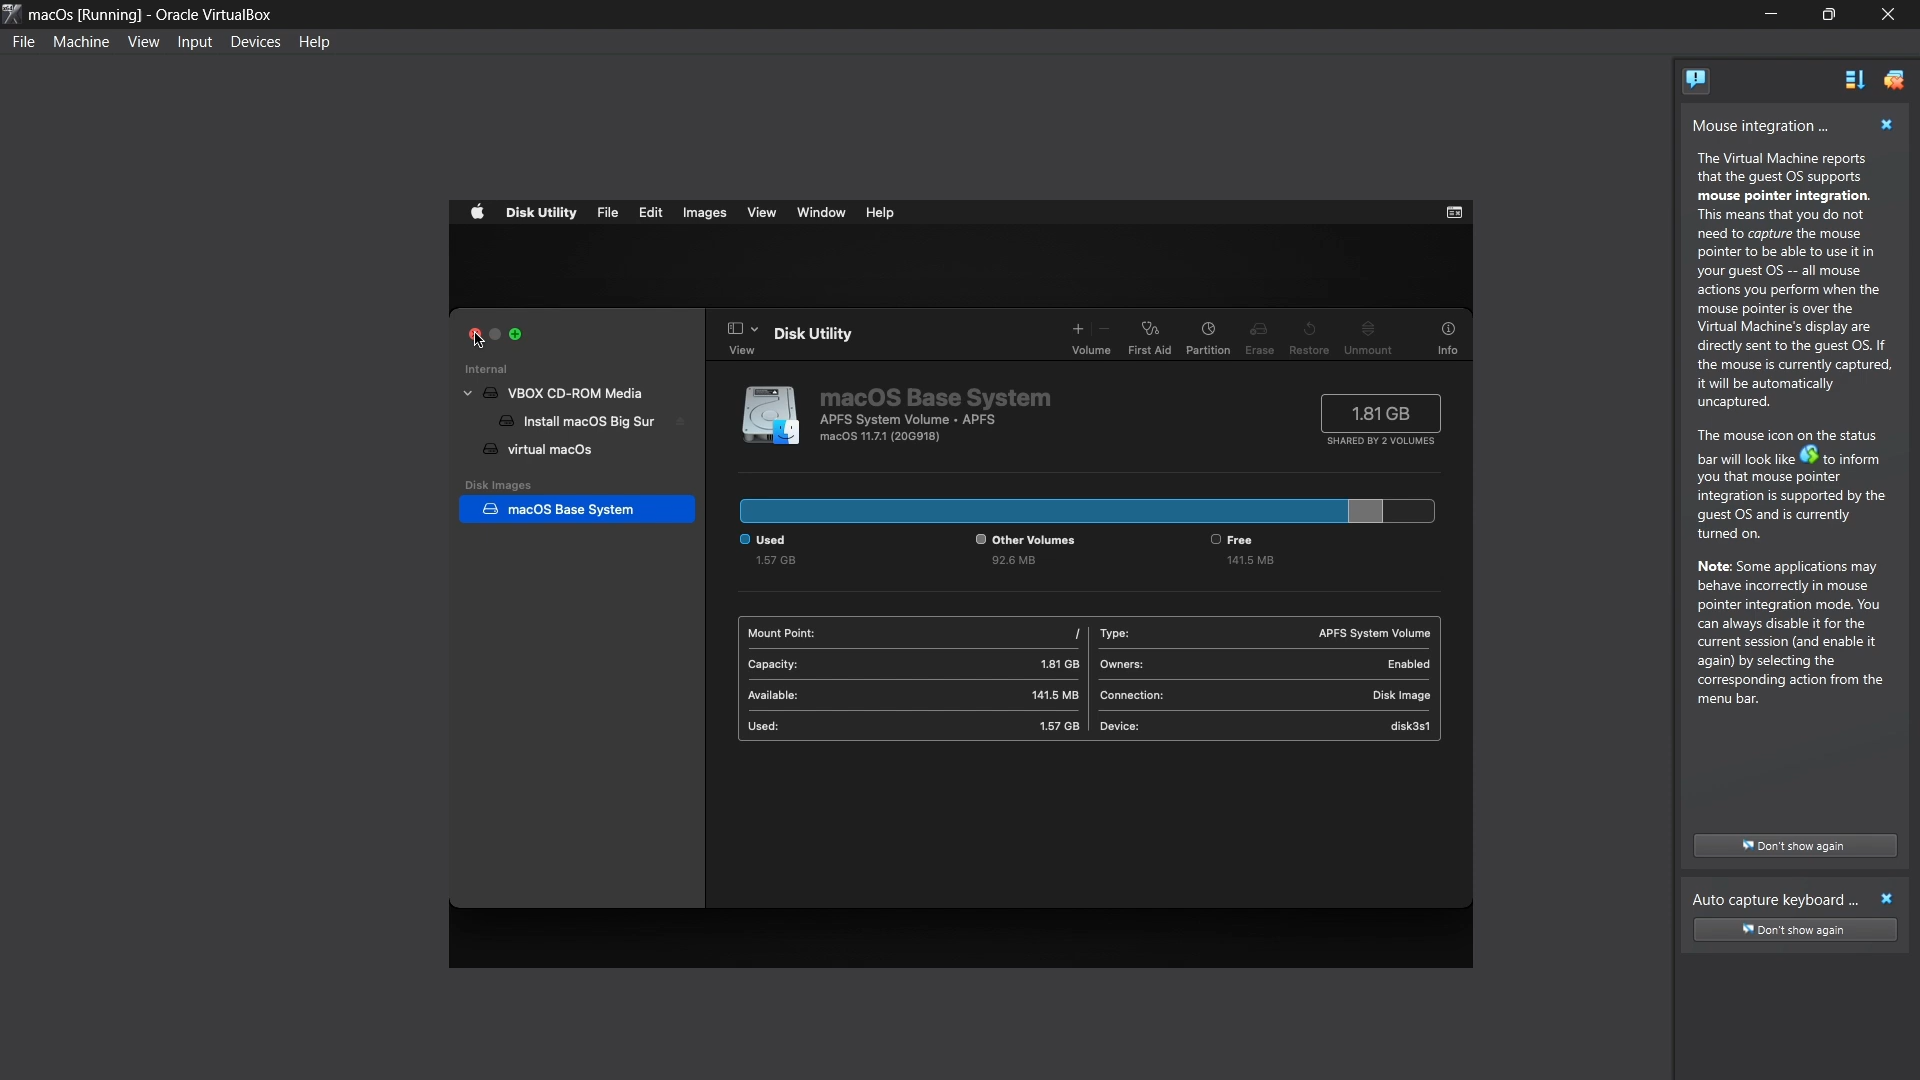 macOs [Running] - Oracle VirtualBox
File Machine View Input Devices Help
Disk Utility File Edit Images View Window Help
View
Disk Utility
Volume First Aid Partition Erase Restore Unmount Info
Internal
VBOX CD-ROM Media
Install macOS Big Sur
virtual macOs
Disk Images
macOS Base System
macOS Base System
APFS System Volume • APFS
macOS 11.7.1 (20G918)
1.81 GB
SHARED BY 2 VOLUMES
Used
1.57 GB
Other Volumes
92.6 MB
Free
141.5 MB
Mount Point: /
Capacity: 1.81 GB
Available: 141.5 MB
Used: 1.57 GB
Type: APFS System Volume
Owners: Enabled
Connection: Disk Image
Device: disk3s1
Mouse integration ...
The Virtual Machine reports
that the guest OS supports
mouse pointer integration.
This means that you do not
need to capture the mouse
pointer to be able to use it in
your guest OS -- all mouse
actions you perform when the
mouse pointer is over the
Virtual Machine's display are
directly sent to the guest OS. If
the mouse is currently captured,
it will be automatically
uncaptured.
The mouse icon on the status
bar will look like to inform
you that mouse pointer
integration is supported by the
guest OS and is currently
turned on.
Note: Some applications may
behave incorrectly in mouse
pointer integration mode. You
can always disable it for the
current session (and enable it
again) by selecting the
corresponding action from the
menu bar.
Don't show again
Auto capture keyboard ...
Don't show again